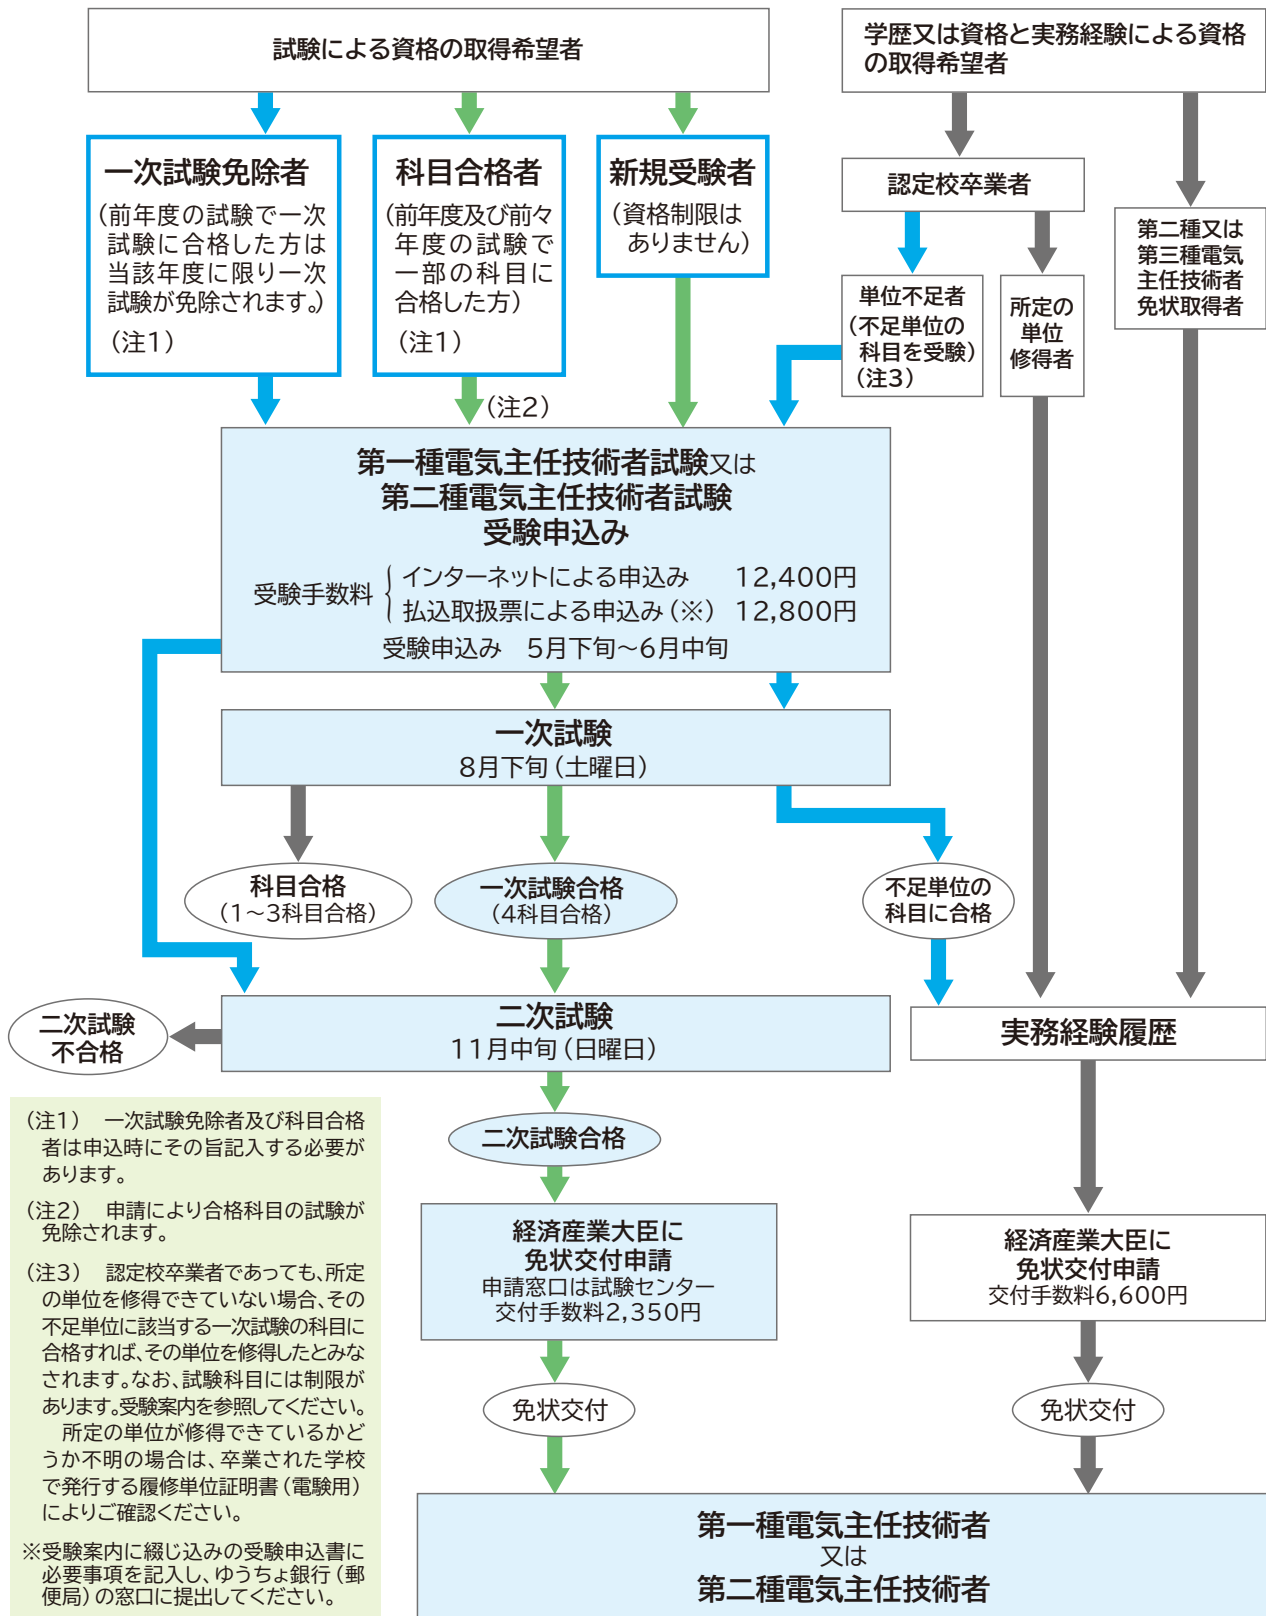 試験による資格の取得希望者
学歴又は資格と実務経験による資格
の取得希望者
一次試験免除者
(前年度の試験で一次
試験に合格した方は
当該年度に限り一次
試験が免除されます。)
(注1)
科目合格者
(前年度及び前々
年度の試験で
一部の科目に
合格した方)
(注1)
新規受験者
(資格制限は
ありません)
認定校卒業者
第二種又は
第三種電気
主任技術者
免状取得者
単位不足者
(不足単位の
科目を受験)
(注3)
所定の
単位
修得者
(注2)
第一種電気主任技術者試験又は
第二種電気主任技術者試験
受験申込み
受験手数料
インターネットによる申込み 12,400円
払込取扱票による申込み(※) 12,800円
受験申込み 5月下旬～6月中旬
一次試験
8月下旬(土曜日)
科目合格
(1～3科目合格)
一次試験合格
(4科目合格)
不足単位の
科目に合格
二次試験
11月中旬(日曜日)
二次試験
不合格
実務経験履歴
二次試験合格
経済産業大臣に
免状交付申請
申請窓口は試験センター
交付手数料2,350円
経済産業大臣に
免状交付申請
交付手数料6,600円
免状交付
免状交付
第一種電気主任技術者
又は
第二種電気主任技術者
(注1) 一次試験免除者及び科目合格
者は申込時にその旨記入する必要が
あります。
(注2) 申請により合格科目の試験が
免除されます。
(注3) 認定校卒業者であっても、所定
の単位を修得できていない場合、その
不足単位に該当する一次試験の科目に
合格すれば、その単位を修得したとみな
されます。なお、試験科目には制限が
あります。受験案内を参照してください。
所定の単位が修得できているかど
うか不明の場合は、卒業された学校
で発行する履修単位証明書(電験用)
によりご確認ください。
※受験案内に綴じ込みの受験申込書に
必要事項を記入し、ゆうちょ銀行(郵
便局)の窓口に提出してください。